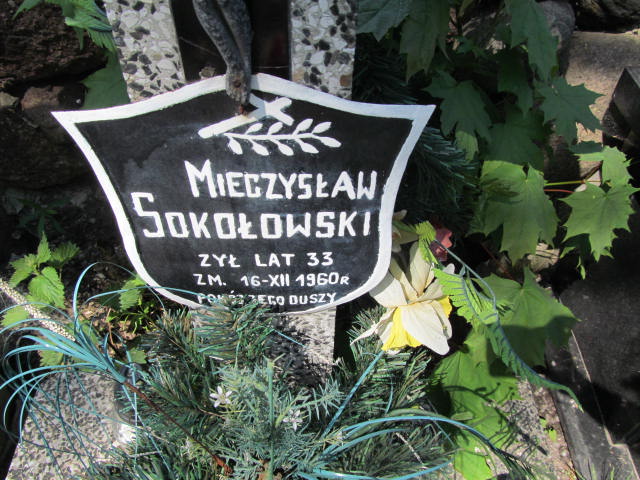 MIECZYSŁAW
SOKOŁOWSKI
ŻYŁ LAT 33
ZM. 16-XII 1960R
POKÓJ JEGO DUSZY